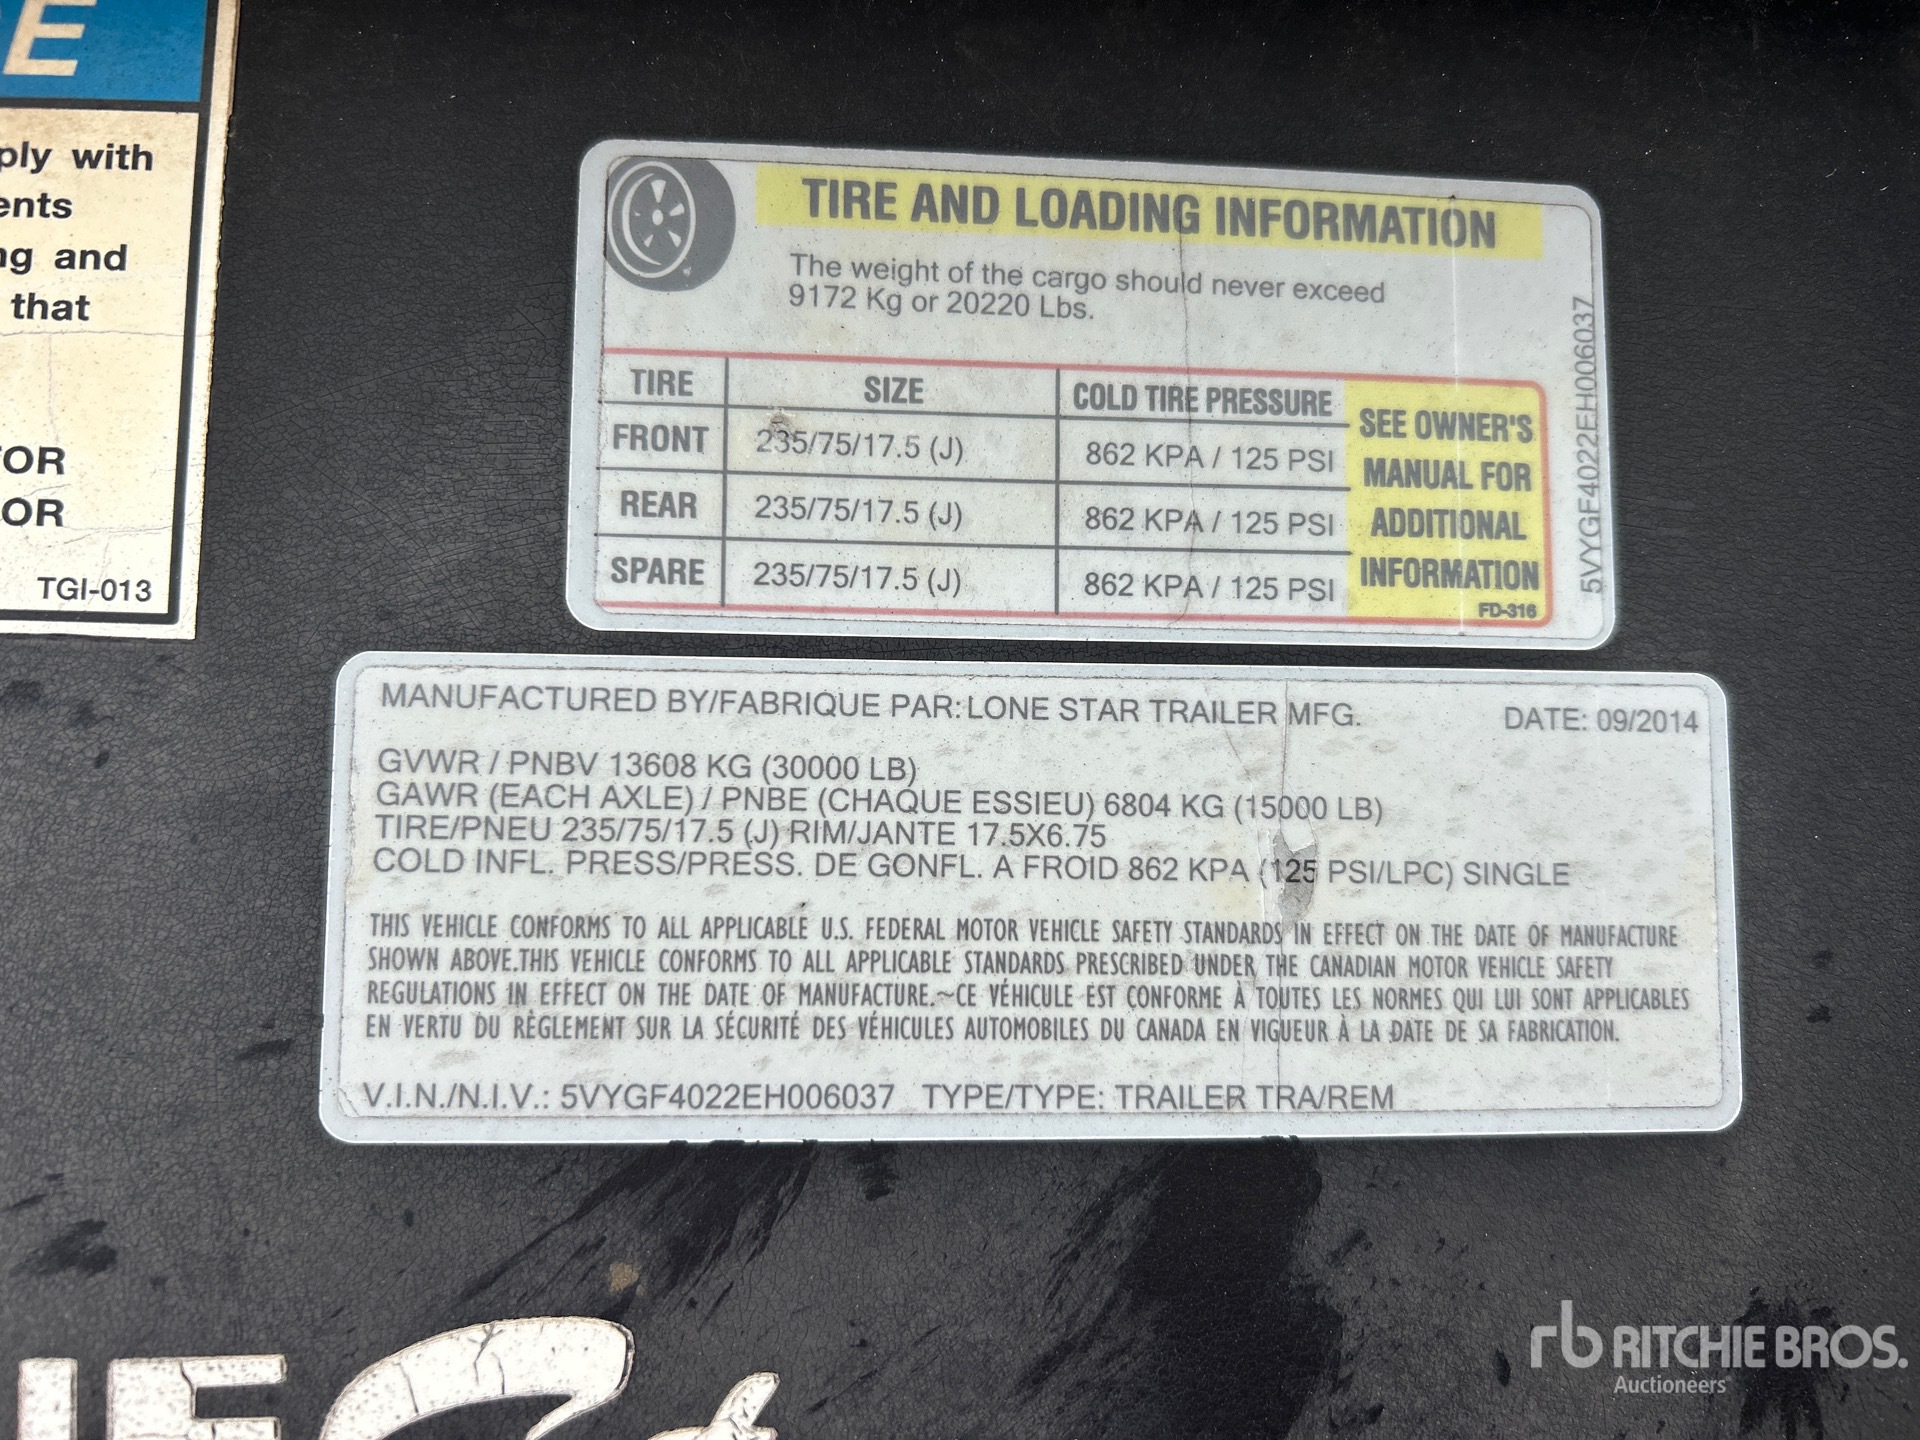 E
ply with
ents
ng and
that
OR
OR
TGI-013
TIRE AND LOADING INFORMATION
The weight of the cargo should never exceed
9172 Kg or 20220 Lbs.
TIRE SIZE COLD TIRE PRESSURE
FRONT 235/75/17.5 (J) 862 KPA / 125 PSI
REAR 235/75/17.5 (J) 862 KPA / 125 PSI
SPARE 235/75/17.5 (J) 862 KPA / 125 PSI
SEE OWNER'S
MANUAL FOR
ADDITIONAL
INFORMATION
FD-316
5VYGF4022EH006037
MANUFACTURED BY/FABRIQUE PAR: LONE STAR TRAILER MFG. DATE: 09/2014
GVWR / PNBV 13608 KG (30000 LB)
GAWR (EACH AXLE) / PNBE (CHAQUE ESSIEU) 6804 KG (15000 LB)
TIRE/PNEU 235/75/17.5 (J) RIM/JANTE 17.5X6.75
COLD INFL. PRESS/PRESS. DE GONFL. A FROID 862 KPA (125 PSI/LPC) SINGLE
THIS VEHICLE CONFORMS TO ALL APPLICABLE U.S. FEDERAL MOTOR VEHICLE SAFETY STANDARDS IN EFFECT ON THE DATE OF MANUFACTURE
SHOWN ABOVE.THIS VEHICLE CONFORMS TO ALL APPLICABLE STANDARDS PRESCRIBED UNDER THE CANADIAN MOTOR VEHICLE SAFETY
REGULATIONS IN EFFECT ON THE DATE OF MANUFACTURE.~CE VÉHICULE EST CONFORME À TOUTES LES NORMES QUI LUI SONT APPLICABLES
EN VERTU DU RÈGLEMENT SUR LA SÉCURITÉ DES VÉHICULES AUTOMOBILES DU CANADA EN VIGUEUR À LA DATE DE SA FABRICATION.
V.I.N./N.I.V.: 5VYGF4022EH006037 TYPE/TYPE: TRAILER TRA/REM
rb RITCHIE BROS.
Auctioneers